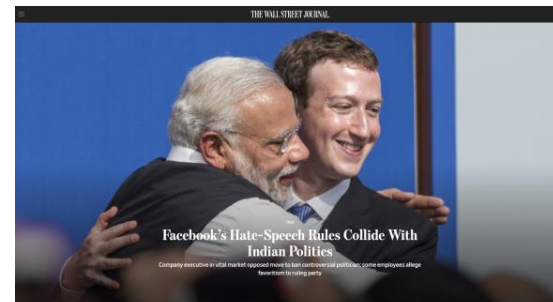 THE WALL STREET JOURNAL.
Facebook's Hate-Speech Rules Collide With
Indian Politics
Company executive in vital market opposed move to ban controversial politician; some employees allege
favoritism to ruling party